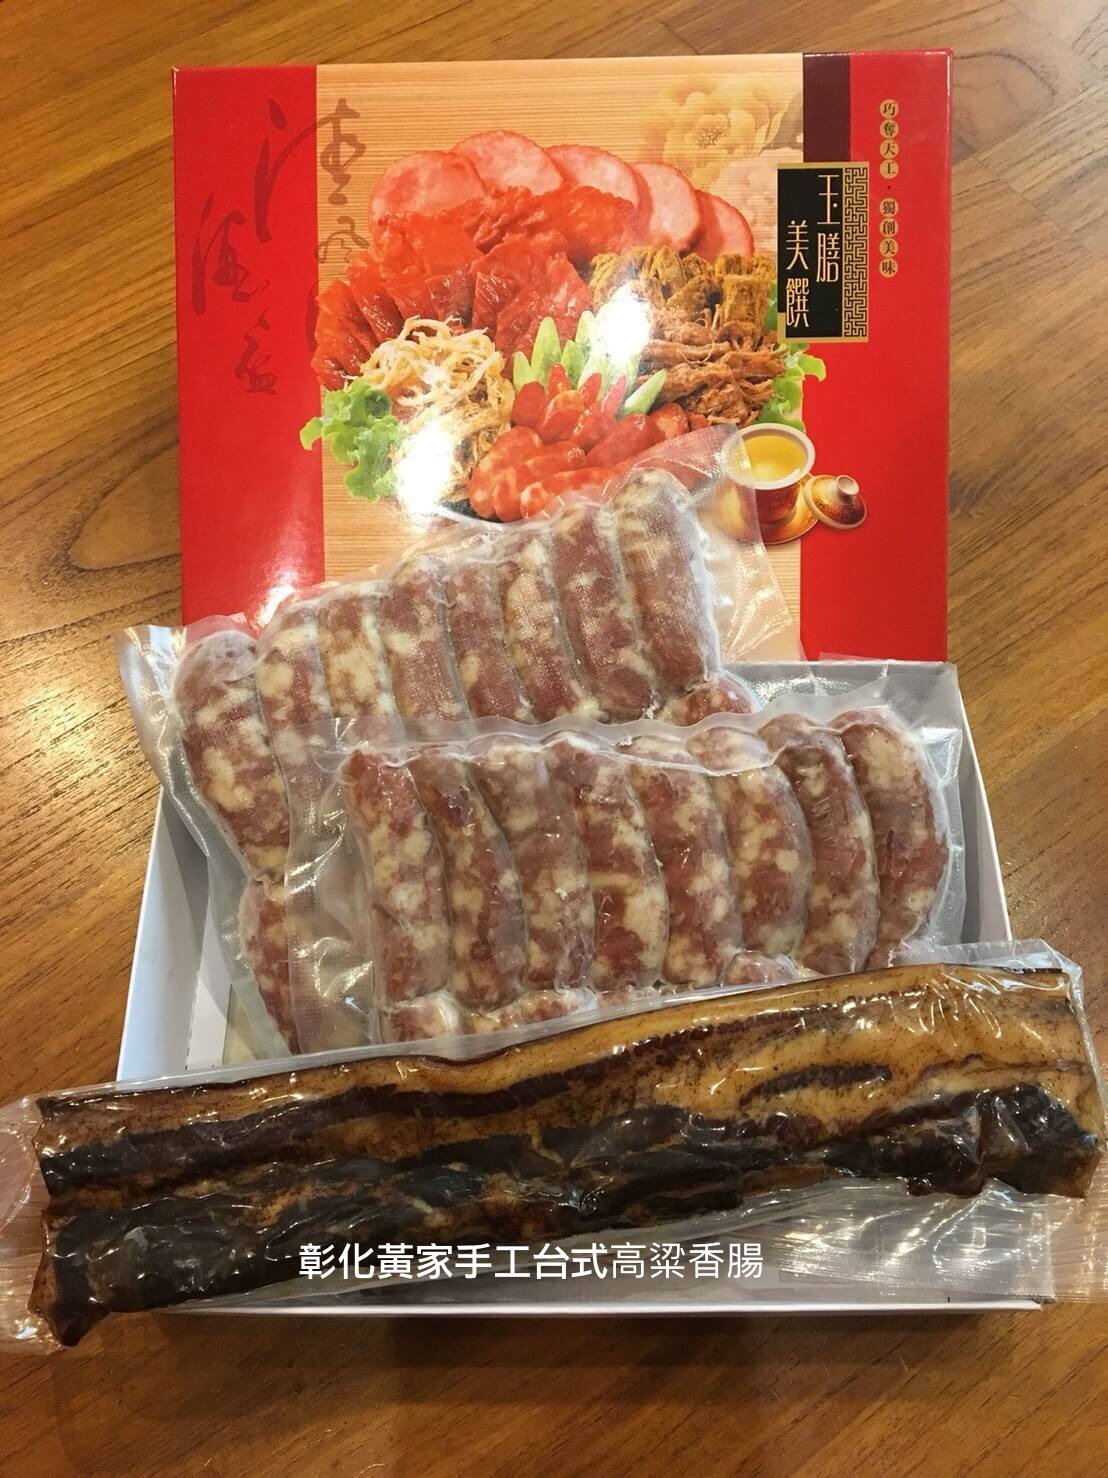 巧奪天工・獨創美味
玉膳
美饌
彰化黃家手工台式高粱香腸